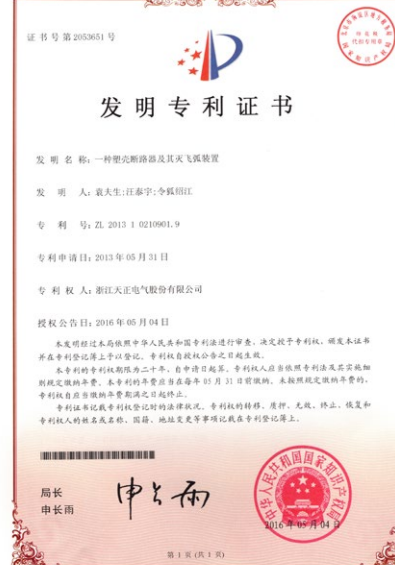 证书号第2053651号
发明专利证书
发 明 名 称：一种塑壳断路器及其灭飞弧装置
发 明 人：袁夫生;汪泰宇;令狐绍江
专 利 号：ZL 2013 1 0210901.9
专利申请日：2013年05月31日
专 利 权 人：浙江天正电气股份有限公司
授权公告日：2016年05月04日
本发明经过本局依照中华人民共和国专利法进行审查，决定授予专利权，颁发本证书
并在专利登记簿上予以登记。专利权自授权公告之日起生效。
本专利的专利权期限为二十年，自申请日起算。专利权人应当依照专利法及其实施细
则规定缴纳年费。本专利的年费应当在每年05月31日前缴纳。未按照规定缴纳年费的，
专利权自应当缴纳年费期满之日起终止。
专利证书记载专利权登记时的法律状况。专利权的转移、质押、无效、终止、恢复和
专利权人的姓名或名称、国籍、地址变更等事项记载在专利登记簿上。
局长
申长雨
申长雨
中华人民共和国国家知识产权局
2016年05月04日
第1页(共1页)